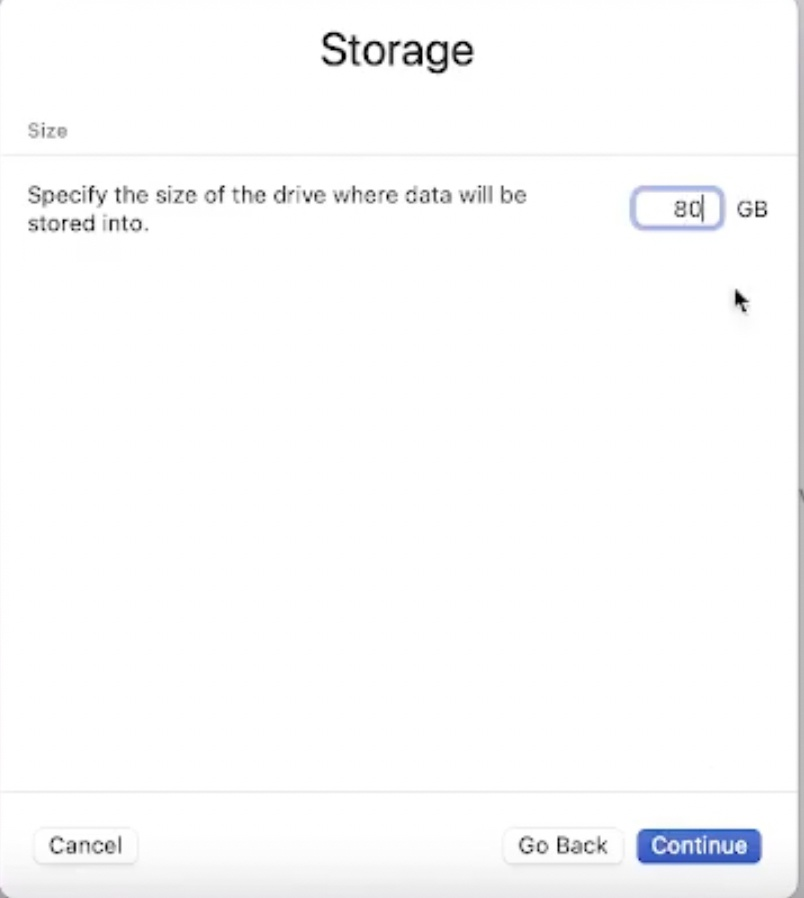 Storage
Size
Specify the size of the drive where data will be
stored into.
80 GB
Cancel
Go Back
Continue